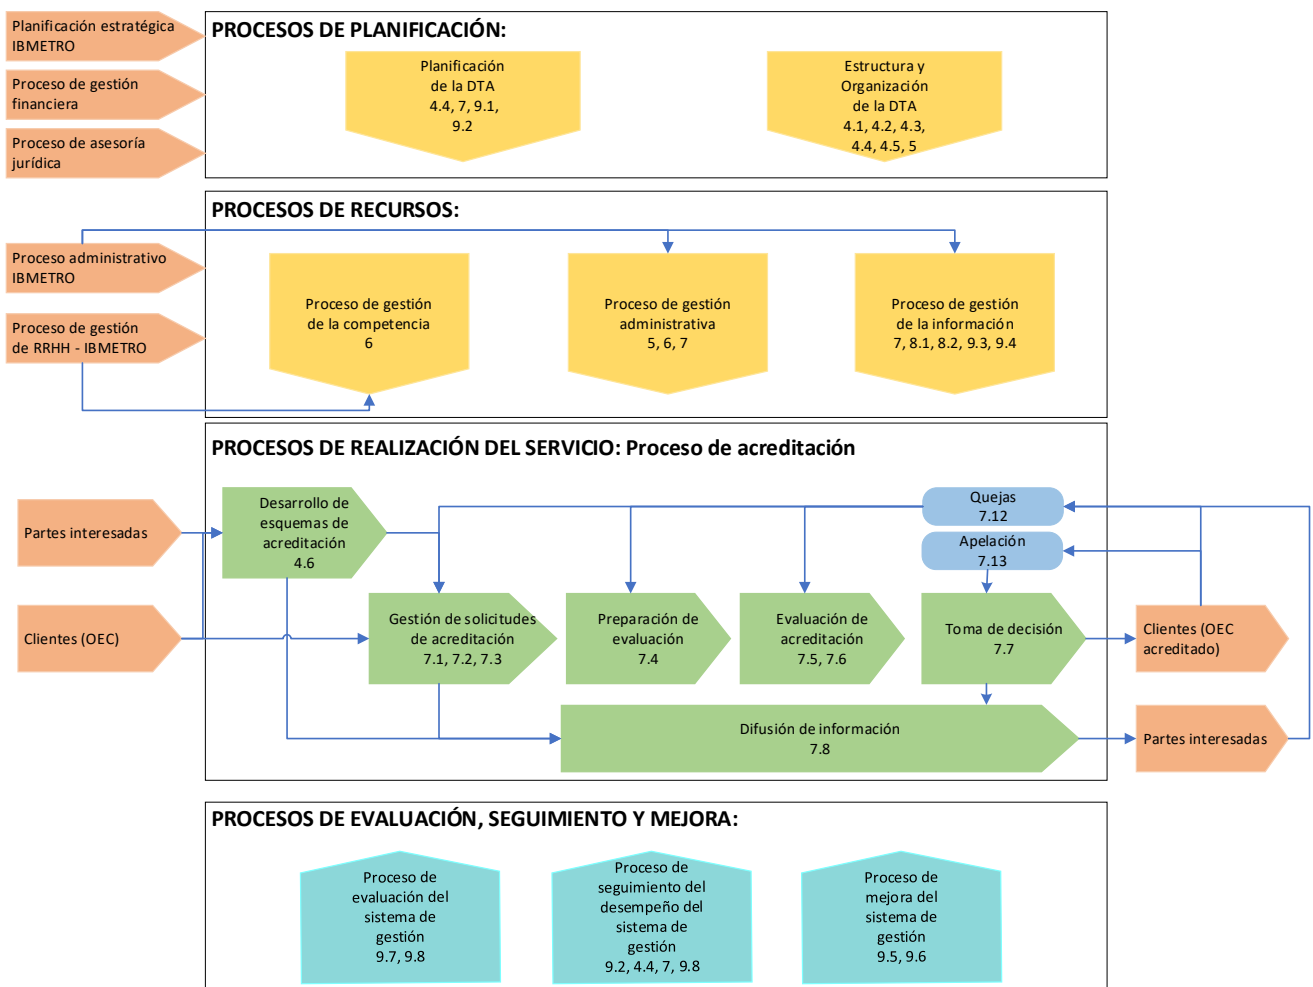 Planificación estratégica
IBMETRO
Proceso de gestión
financiera
Proceso de asesoría
jurídica
PROCESOS DE PLANIFICACIÓN:
Planificación
de la DTA
4.4, 7, 9.1,
9.2
Estructura y
Organización
de la DTA
4.1, 4.2, 4.3,
4.4, 4.5, 5
PROCESOS DE RECURSOS:
Proceso administrativo
IBMETRO
Proceso de gestión
de RRHH - IBMETRO
Proceso de gestión
de la competencia
6
Proceso de gestión
administrativa
5, 6, 7
Proceso de gestión
de la información
7, 8.1, 8.2, 9.3, 9.4
PROCESOS DE REALIZACIÓN DEL SERVICIO: Proceso de acreditación
Partes interesadas
Clientes (OEC)
Desarrollo de
esquemas de
acreditación
4.6
Quejas
7.12
Apelación
7.13
Gestión de solicitudes
de acreditación
7.1, 7.2, 7.3
Preparación de
evaluación
7.4
Evaluación de
acreditación
7.5, 7.6
Toma de decisión
7.7
Clientes (OEC
acreditado)
Difusión de información
7.8
Partes interesadas
PROCESOS DE EVALUACIÓN, SEGUIMIENTO Y MEJORA:
Proceso de
evaluación del
sistema de
gestión
9.7, 9.8
Proceso de
seguimiento del
desempeño del
sistema de
gestión
9.2, 4.4, 7, 9.8
Proceso de
mejora del
sistema de
gestión
9.5, 9.6